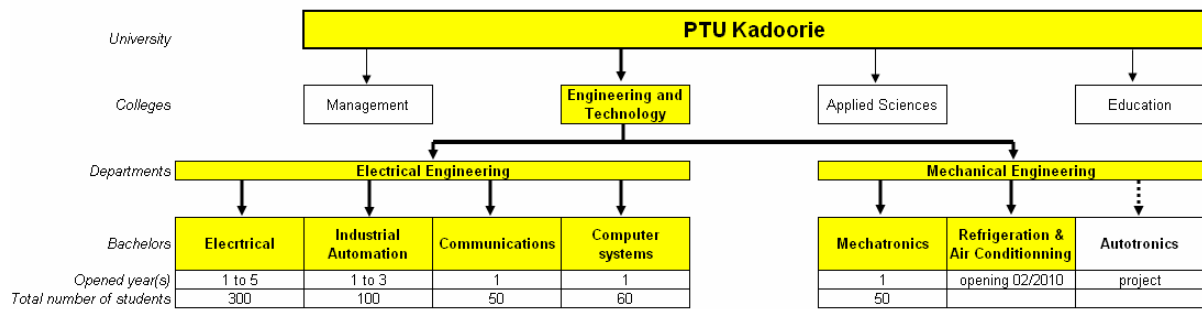 University
PTU Kadoorie
Colleges
Management
Engineering and
Technology
Applied Sciences
Education
Departments
Electrical Engineering
Mechanical Engineering
Bachelors
Elecrtrical
Industrial
Automation
Communications
Computer
systems
Mechatronics
Refrigeration &
Air Conditionning
Autotronics
Opened year(s) 1 to 5 1 to 3 1 1 1 opening 02/2010 project
Total number of students 300 100 50 60 50